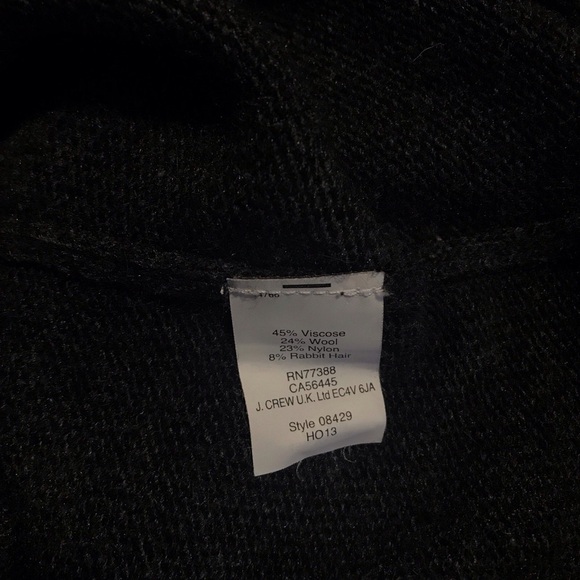 45% Viscose
24% Wool
23% Nylon
8% Rabbit Hair
RN77388
CA56445
J. CREW U.K. Ltd EC4V 6JA
Style 08429
HO13